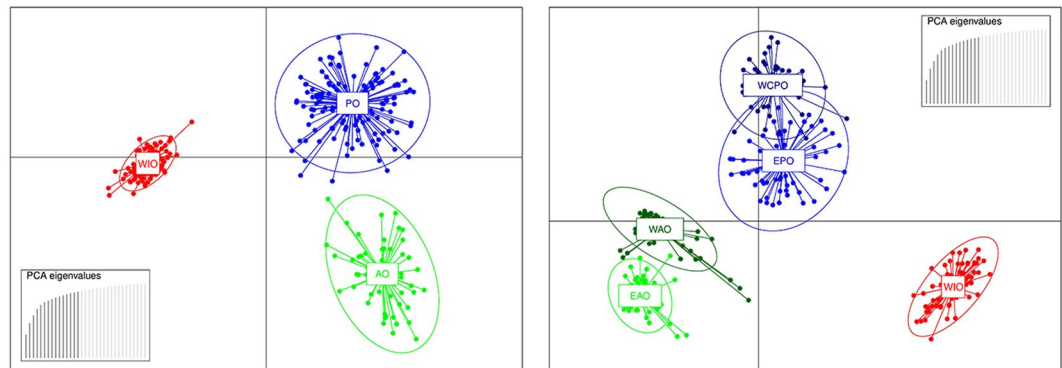 PO
WIO
AO
PCA eigenvalues
PCA eigenvalues
WCPO
EPO
WAO
EAO
WIO